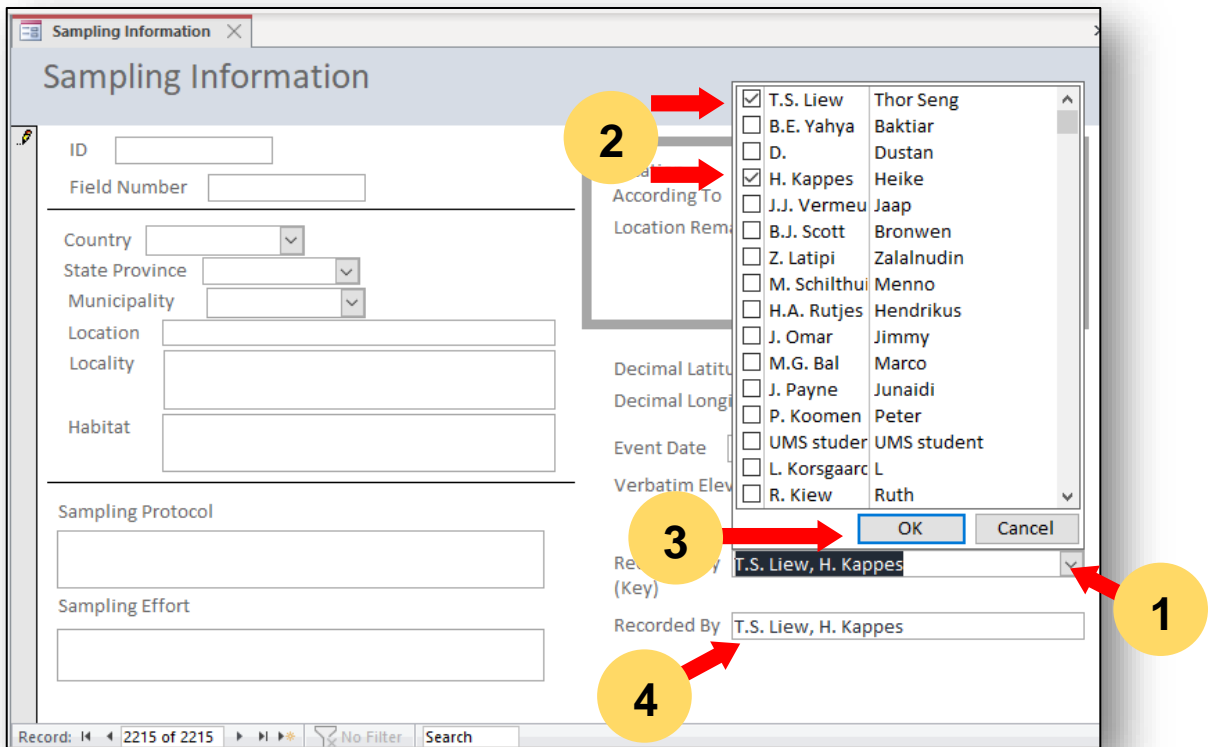 Sampling Information
Sampling Information
ID
Field Number
Country
State Province
Municipality
Location
Locality
Habitat
Sampling Protocol
Sampling Effort
According To
Location Rema
Decimal Latitu
Decimal Longi
Event Date
Verbatim Elev
(Key)
T.S. Liew, H. Kappes
Recorded By T.S. Liew, H. Kappes
T.S. Liew Thor Seng
B.E. Yahya Baktiar
D. Dustan
H. Kappes Heike
J.J. Vermeu Jaap
B.J. Scott Bronwen
Z. Latipi Zalalnudin
M. Schilthui Menno
H.A. Rutjes Hendrikus
J. Omar Jimmy
M.G. Bal Marco
J. Payne Junaidi
P. Koomen Peter
UMS studer UMS student
L. Korsgaarc L
R. Kiew Ruth
OK Cancel
2
3
1
4
Record: 2215 of 2215 No Filter Search